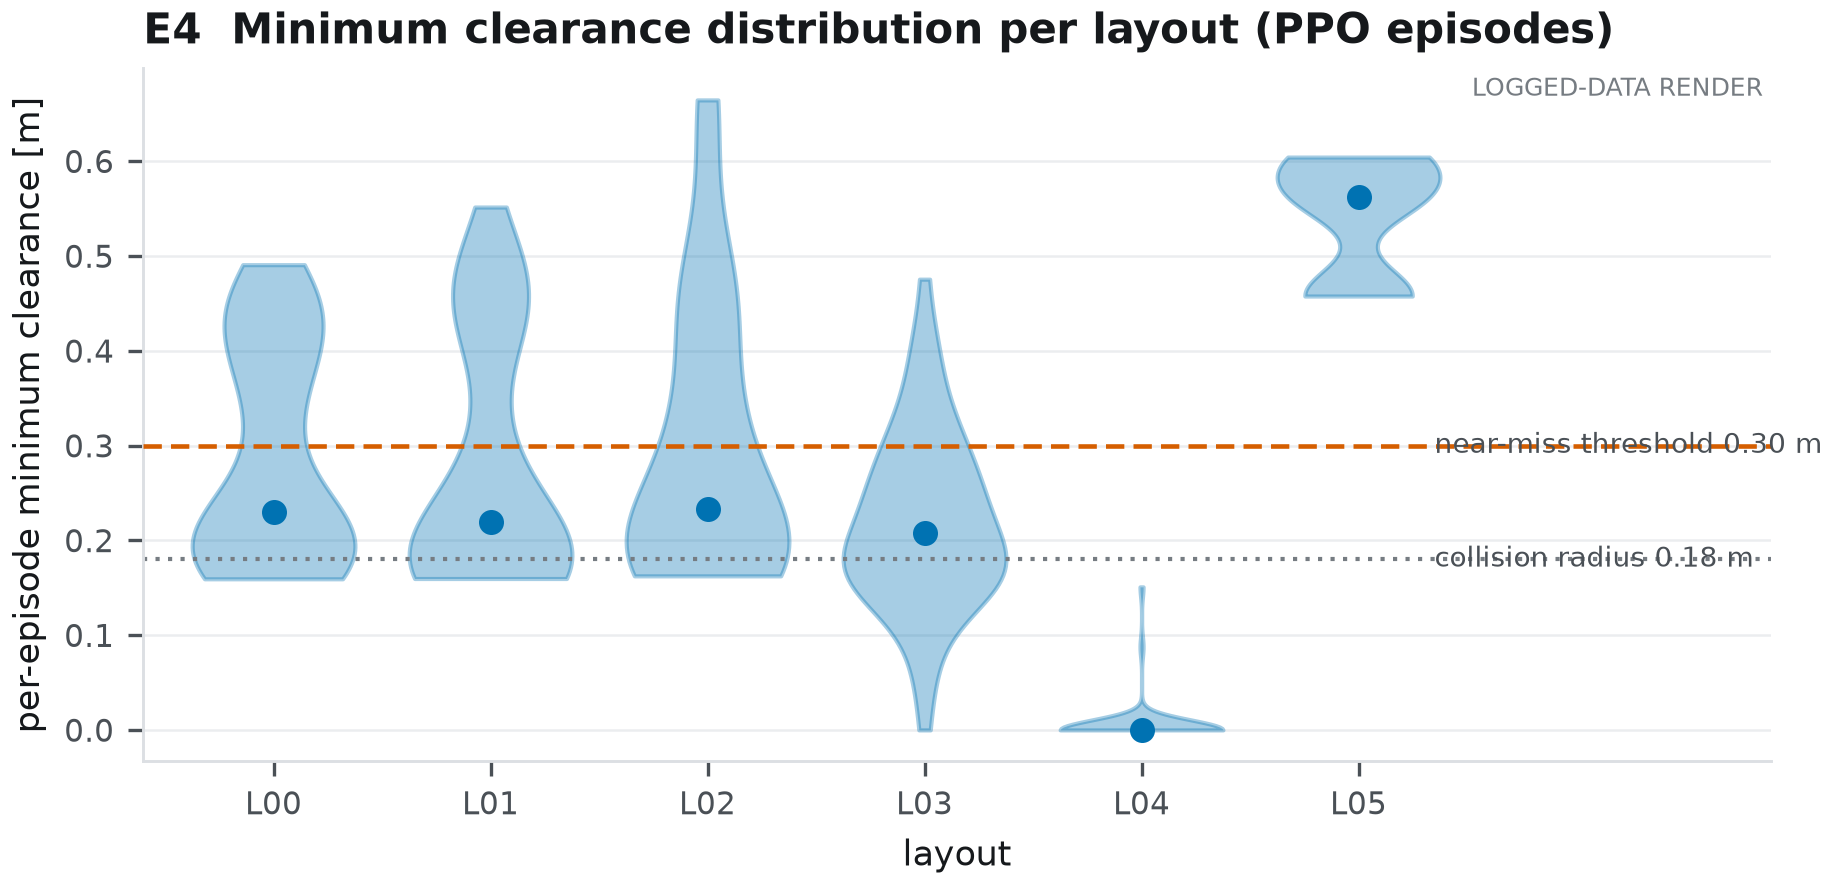 E4  Minimum clearance distribution per layout (PPO episodes)
LOGGED-DATA RENDER
per-episode minimum clearance [m]
0.6
0.5
0.4
0.3
0.2
0.1
0.0
near-miss threshold 0.30 m
collision radius 0.18 m
L00 L01 L02 L03 L04 L05
layout